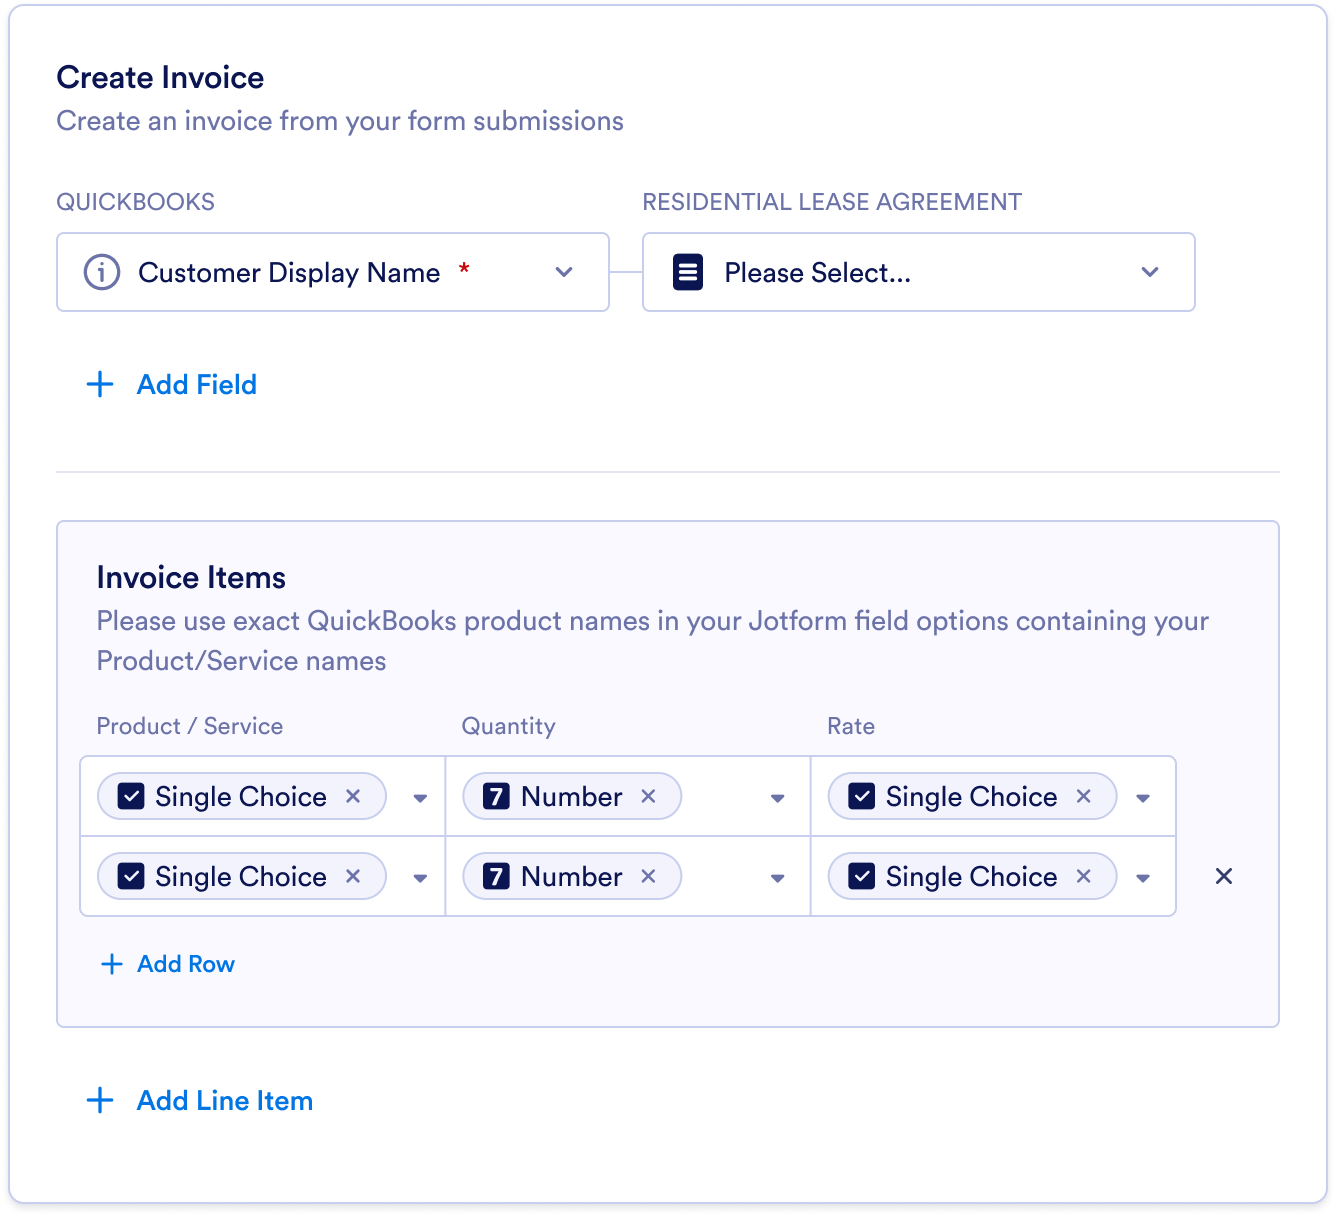 Create Invoice
Create an invoice from your form submissions
QUICKBOOKS RESIDENTIAL LEASE AGREEMENT
Customer Display Name * Please Select...
Add Field
Invoice Items
Please use exact QuickBooks product names in your Jotform field options containing your
Product/Service names
Product / Service Quantity Rate
Single Choice 7 Number Single Choice
Single Choice 7 Number Single Choice
Add Row
Add Line Item